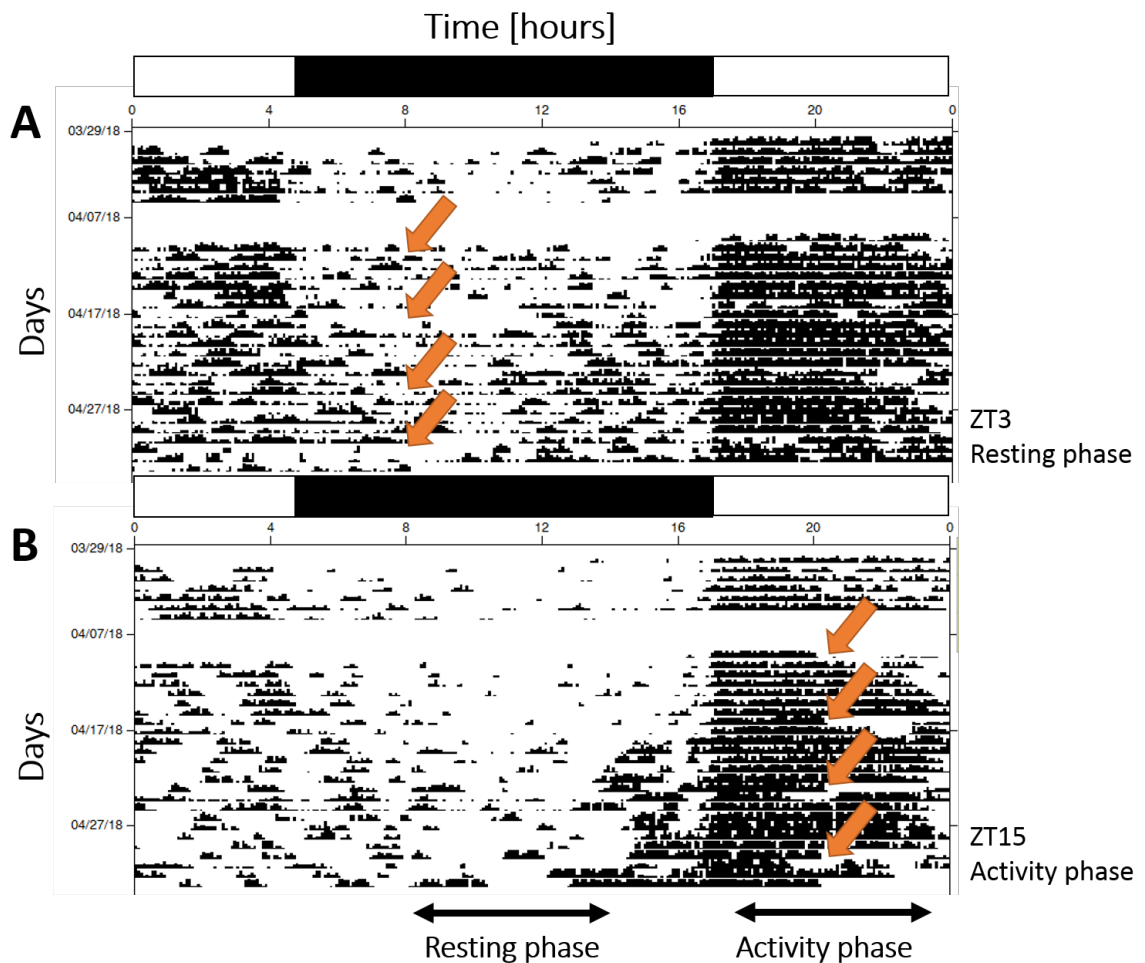 Time [hours]
A
0 4 8 12 16 20 0
03/29/18
04/07/18
04/17/18
04/27/18
Days
ZT3
Resting phase
B
0 4 8 12 16 20 0
03/29/18
04/07/18
04/17/18
04/27/18
Days
ZT15
Activity phase
Resting phase Activity phase